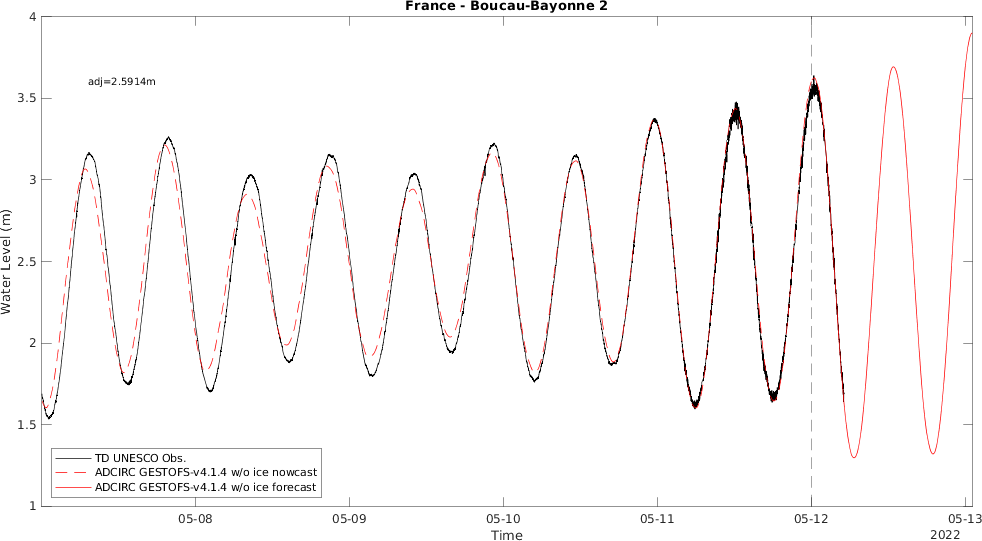 France - Boucau-Bayonne 2
4
3.5
3
2.5
2
1.5
1
Water Level (m)
adj=2.5914m
TD UNESCO Obs.
ADCIRC GESTOFS-v4.1.4 w/o ice nowcast
ADCIRC GESTOFS-v4.1.4 w/o ice forecast
05-08
05-09
05-10
05-11
05-12
05-13
Time
2022